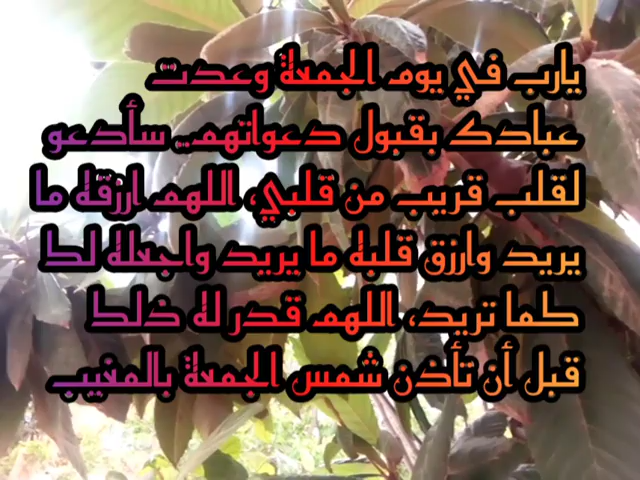 يارب في يوم الجمعة وعدت
عبادك بقبول دعواتهم.. سأدعو
لقلب قريب من قلبي، اللهم ارزقه ما
يريد وارزق قلبه ما يريد واجعله لك
كما تريد، اللهم قدر له ذلك
قبل أن تأذن شمس الجمعة بالمغيب